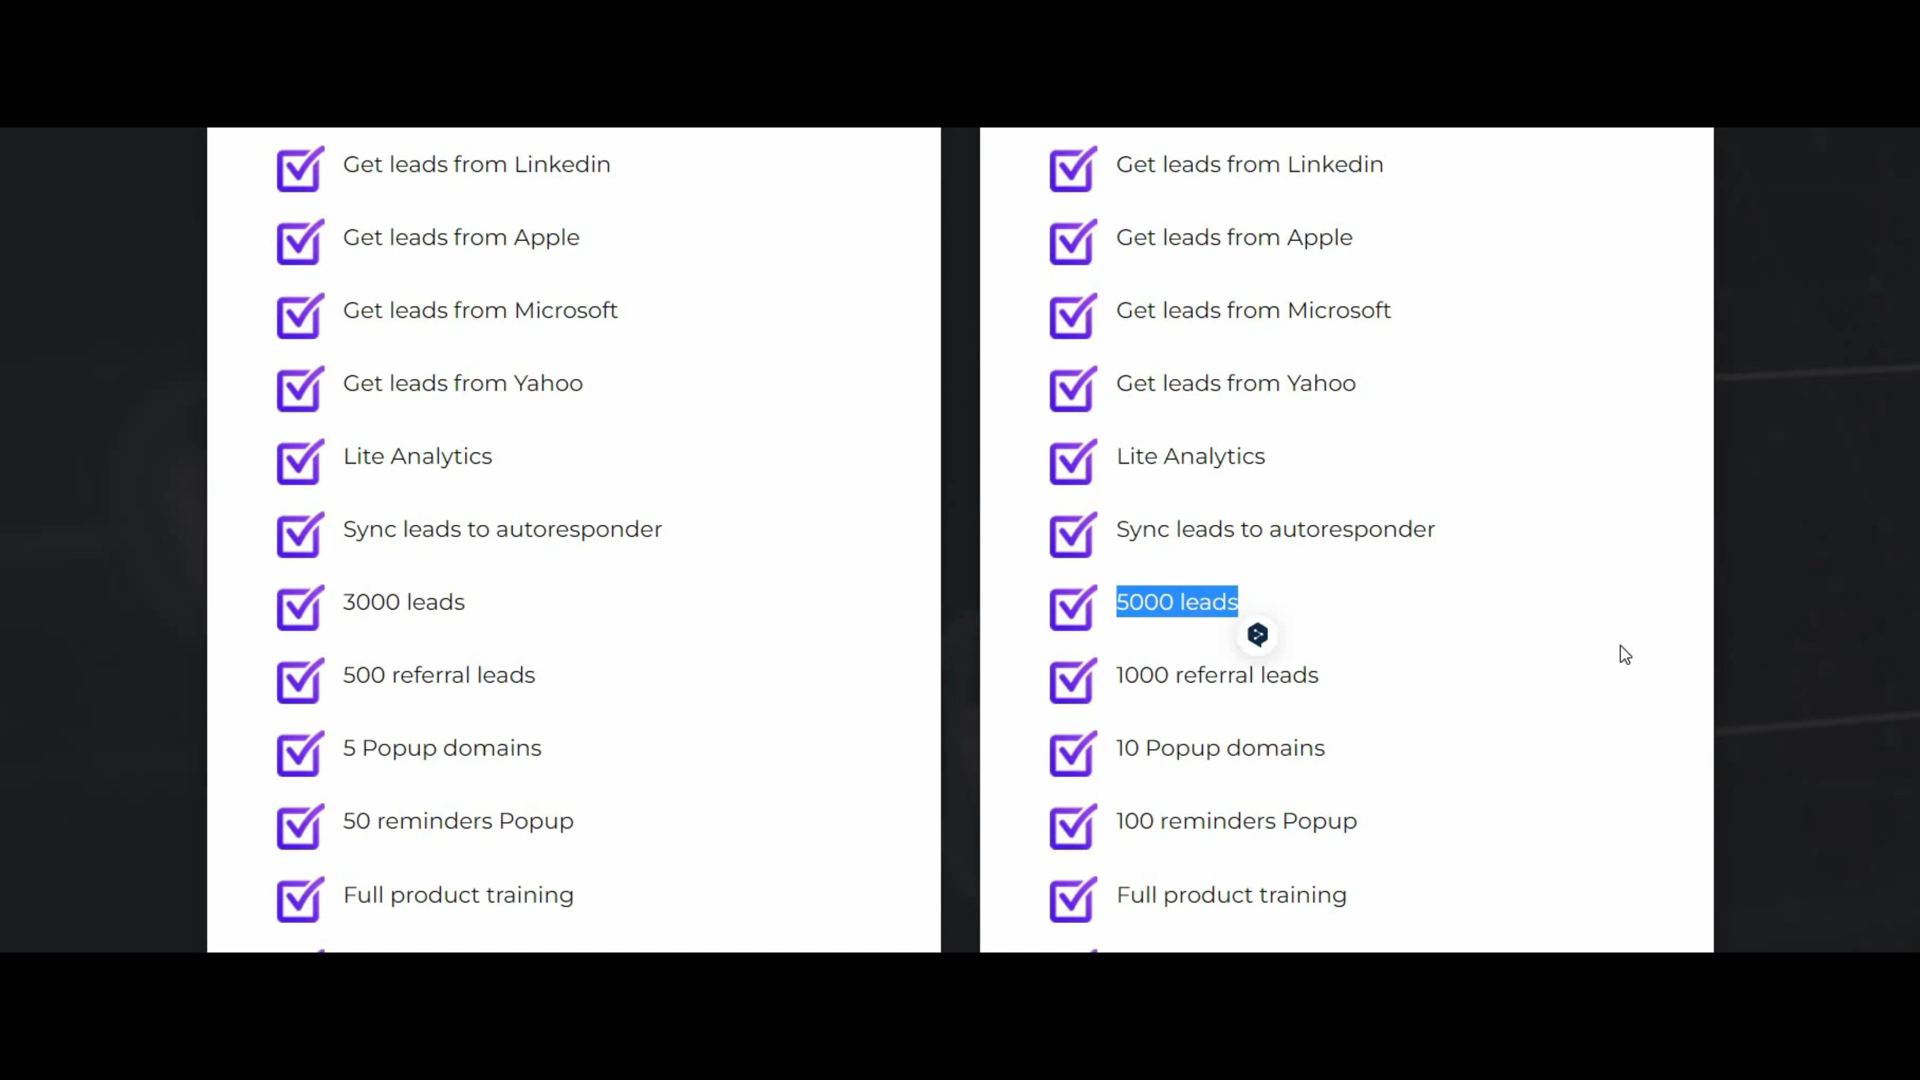 Get leads from Linkedin
Get leads from Apple
Get leads from Microsoft
Get leads from Yahoo
Lite Analytics
Sync leads to autoresponder
3000 leads
500 referral leads
5 Popup domains
50 reminders Popup
Full product training
Get leads from Linkedin
Get leads from Apple
Get leads from Microsoft
Get leads from Yahoo
Lite Analytics
Sync leads to autoresponder
5000 leads
1000 referral leads
10 Popup domains
100 reminders Popup
Full product training